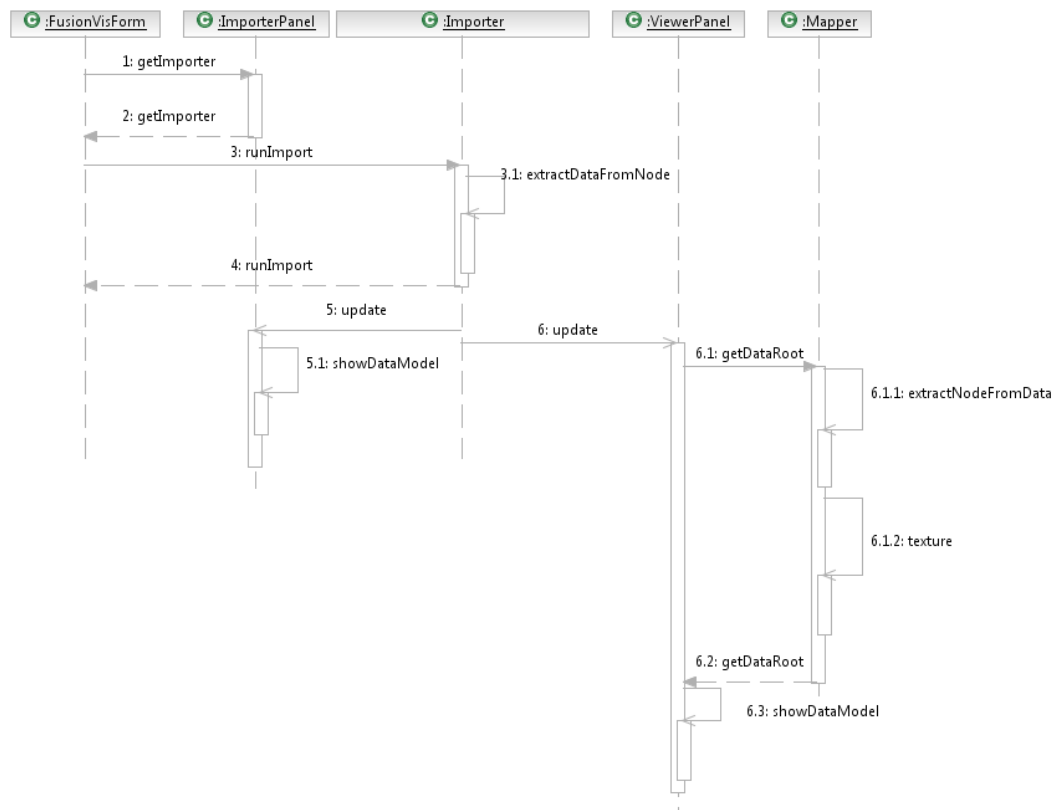 C :FusionVisForm
C :ImporterPanel
C :Importer
C :ViewerPanel
C :Mapper
1: getImporter
2: getImporter
3: runImport
3.1: extractDataFromNode
4: runImport
5: update
6: update
6.1: getDataRoot
5.1: showDataModel
6.1.1: extractNodeFromData
6.1.2: texture
6.2: getDataRoot
6.3: showDataModel